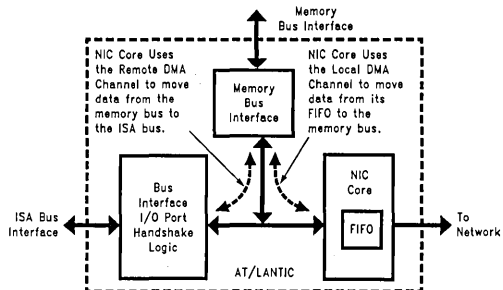 Memory
Bus Interface
NIC Core Uses
the Remote DMA
Channel to move
data from the
memory bus to
the ISA bus.
NIC Core Uses
the Local DMA
Channel to move
data from its
FIFO to the
memory bus.
Memory
Bus
Interface
Bus
Interface
I/O Port
Handshake
Logic
NIC
Core
FIFO
ISA Bus
Interface
To
Network
AT/LANTIC